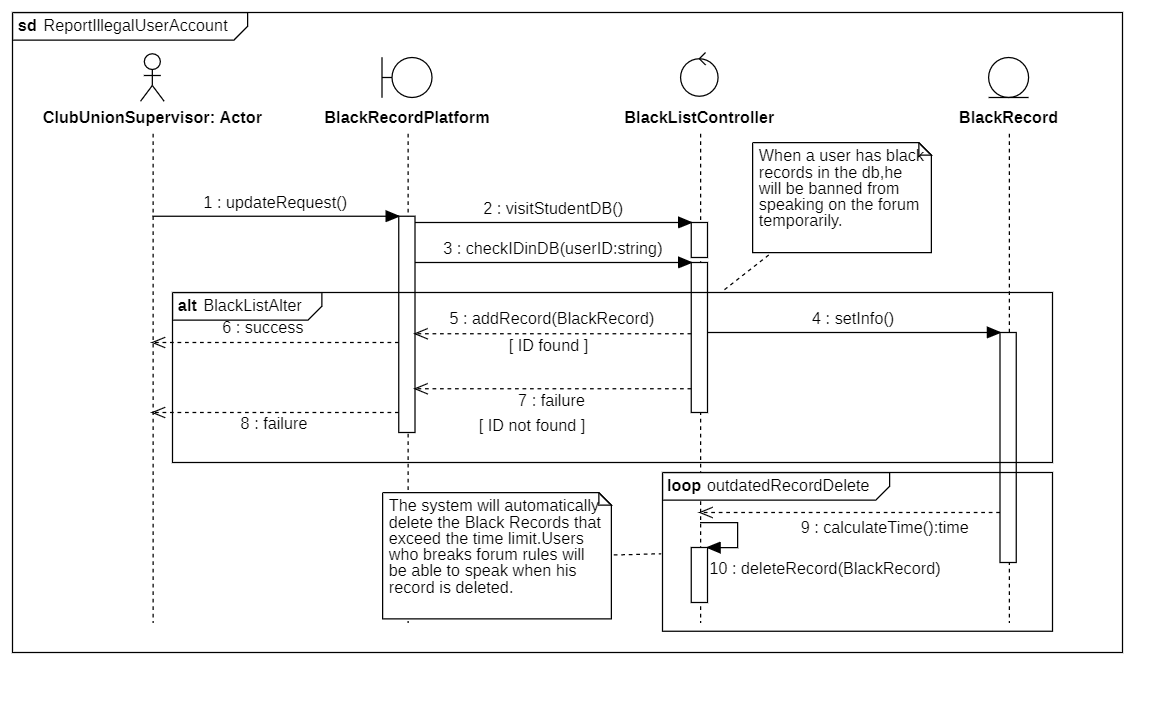 sd ReportIllegalUserAccount
ClubUnionSupervisor: Actor
BlackRecordPlatform
BlackListController
BlackRecord
When a user has black
records in the db,he
will be banned from
speaking on the forum
temporarily.
1 : updateRequest()
2 : visitStudentDB()
3 : checkIDinDB(userID:string)
alt BlackListAlter
4 : setInfo()
5 : addRecord(BlackRecord)
[ ID found ]
6 : success
7 : failure
8 : failure
[ ID not found ]
loop outdatedRecordDelete
The system will automatically
delete the Black Records that
exceed the time limit.Users
who breaks forum rules will
be able to speak when his
record is deleted.
9 : calculateTime():time
10 : deleteRecord(BlackRecord)